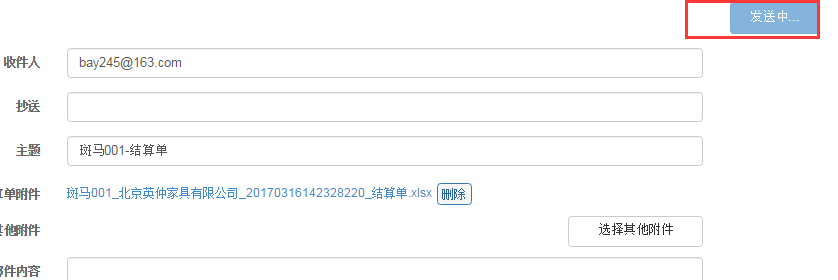 发送中...
收件人 bay245@163.com
抄送
主题 斑马001-结算单
单附件 斑马001_北京英仲家具有限公司_20170316142328220_结算单.xlsx 删除
他附件 选择其他附件
件内容